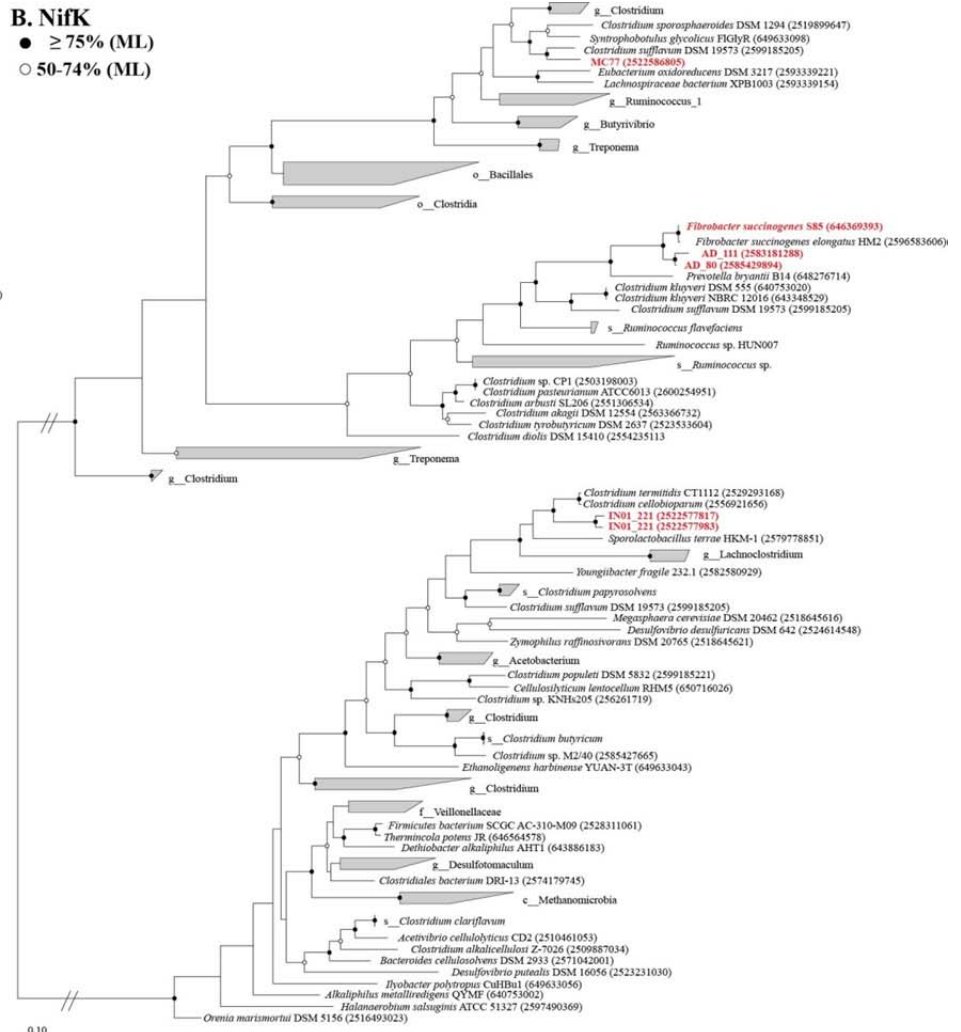 B. NifK
● ≥ 75% (ML)
○ 50-74% (ML)
g__Clostridium
Clostridium sporosphaeroides DSM 1294 (2519899647)
Syntrophobotulus glycolicus FlGlyR (649633098)
Clostridium sufflavum DSM 19573 (2599185205)
MC77 (2522586805)
Eubacterium oxidoreducens DSM 3217 (2593339221)
Lachnospiraceae bacterium XPB1003 (2593339154)
g__Ruminococcus_1
g__Butyrivibrio
g__Treponema
o__Bacillales
o__Clostridia
Fibrobacter succinogenes S85 (646369393)
Fibrobacter succinogenes elongatus HM2 (2596583606)
AD_111 (2583181288)
AD_80 (2585429894)
Prevotella bryantii B14 (648276714)
Clostridium kluyveri DSM 555 (640753020)
Clostridium kluyveri NBRC 12016 (643348529)
Clostridium sufflavum DSM 19573 (2599185205)
s__Ruminococcus flavefaciens
Ruminococcus sp. HUN007
s__Ruminococcus sp.
Clostridium sp. CP1 (2503198003)
Clostridium pasteurianum ATCC6013 (2600254951)
Clostridium arbusti SL206 (2551306534)
Clostridium akagii DSM 12554 (2563366732)
Clostridium tyrobutyricum DSM 2637 (2523533604)
Clostridium diolis DSM 15410 (2554235113
g__Treponema
g__Clostridium
Clostridium termitidis CT1112 (2529293168)
Clostridium cellobioparum (2556921656)
IN01_221 (2522577817)
IN01_221 (2522577983)
Sporolactobacillus terrae HKM-1 (2579778851)
g__Lachnoclostridium
Youngiibacter fragile 232.1 (2582580929)
s__Clostridium papyrosolvens
Clostridium sufflavum DSM 19573 (2599185205)
Megasphaera cerevisiae DSM 20462 (2518645616)
Desulfovibrio desulfuricans DSM 642 (2524614548)
Zymophilus raffinosivorans DSM 20765 (2518645621)
g__Acetobacterium
Clostridium populeti DSM 5832 (2599185221)
Cellulosilyticum lentocellum RHM5 (650716026)
Clostridium sp. KNHs205 (256261719)
g__Clostridium
s__Clostridium butyricum
Clostridium sp. M2/40 (2585427665)
Ethanoligenens harbinense YUAN-3T (649633043)
g__Clostridium
f__Veillonellaceae
Firmicutes bacterium SCGC AC-310-M09 (2528311061)
Thermincola potens JR (646564578)
Dethiobacter alkaliphilus AHT1 (643886183)
g__Desulfotomaculum
Clostridiales bacterium DRI-13 (2574179745)
c__Methanomicrobia
s__Clostridium clariflavum
Acetivibrio cellulolyticus CD2 (2510461053)
Clostridium alkalicellulosi Z-7026 (2509887034)
Bacteroides cellulosolvens DSM 2933 (2571042001)
Desulfovibrio putealis DSM 16056 (2523231030)
Ilyobacter polytropus CuHBu1 (649633056)
Alkaliphilus metalliredigens QYMF (640753002)
Halanaerobium salsuginis ATCC 51327 (2597490369)
Orenia marismortui DSM 5156 (2516493023)
0.10